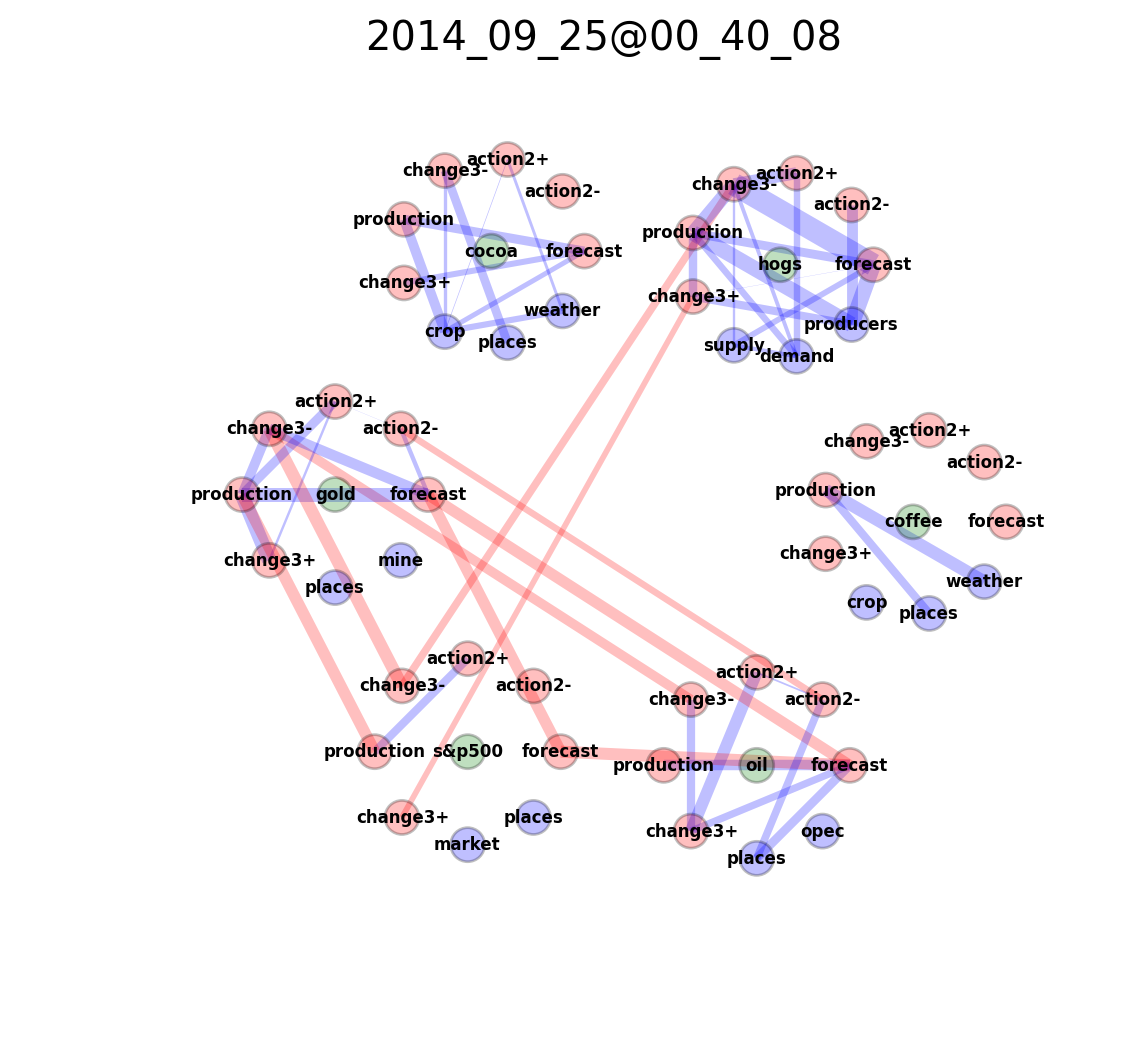 2014_09_25@00_40_08
change3-
action2+
action2-
production
cocoa
forecast
change3+
weather
crop
places
change3-
action2+
action2-
production
hogs
forecast
change3+
producers
supply
demand
action2+
change3-
action2-
production
gold
forecast
change3+
mine
places
change3-
action2+
action2-
production
coffee
forecast
change3+
weather
crop
places
action2+
change3-
action2-
production
s&p500
forecast
change3+
places
market
action2+
change3-
action2-
production
oil
forecast
change3+
opec
places